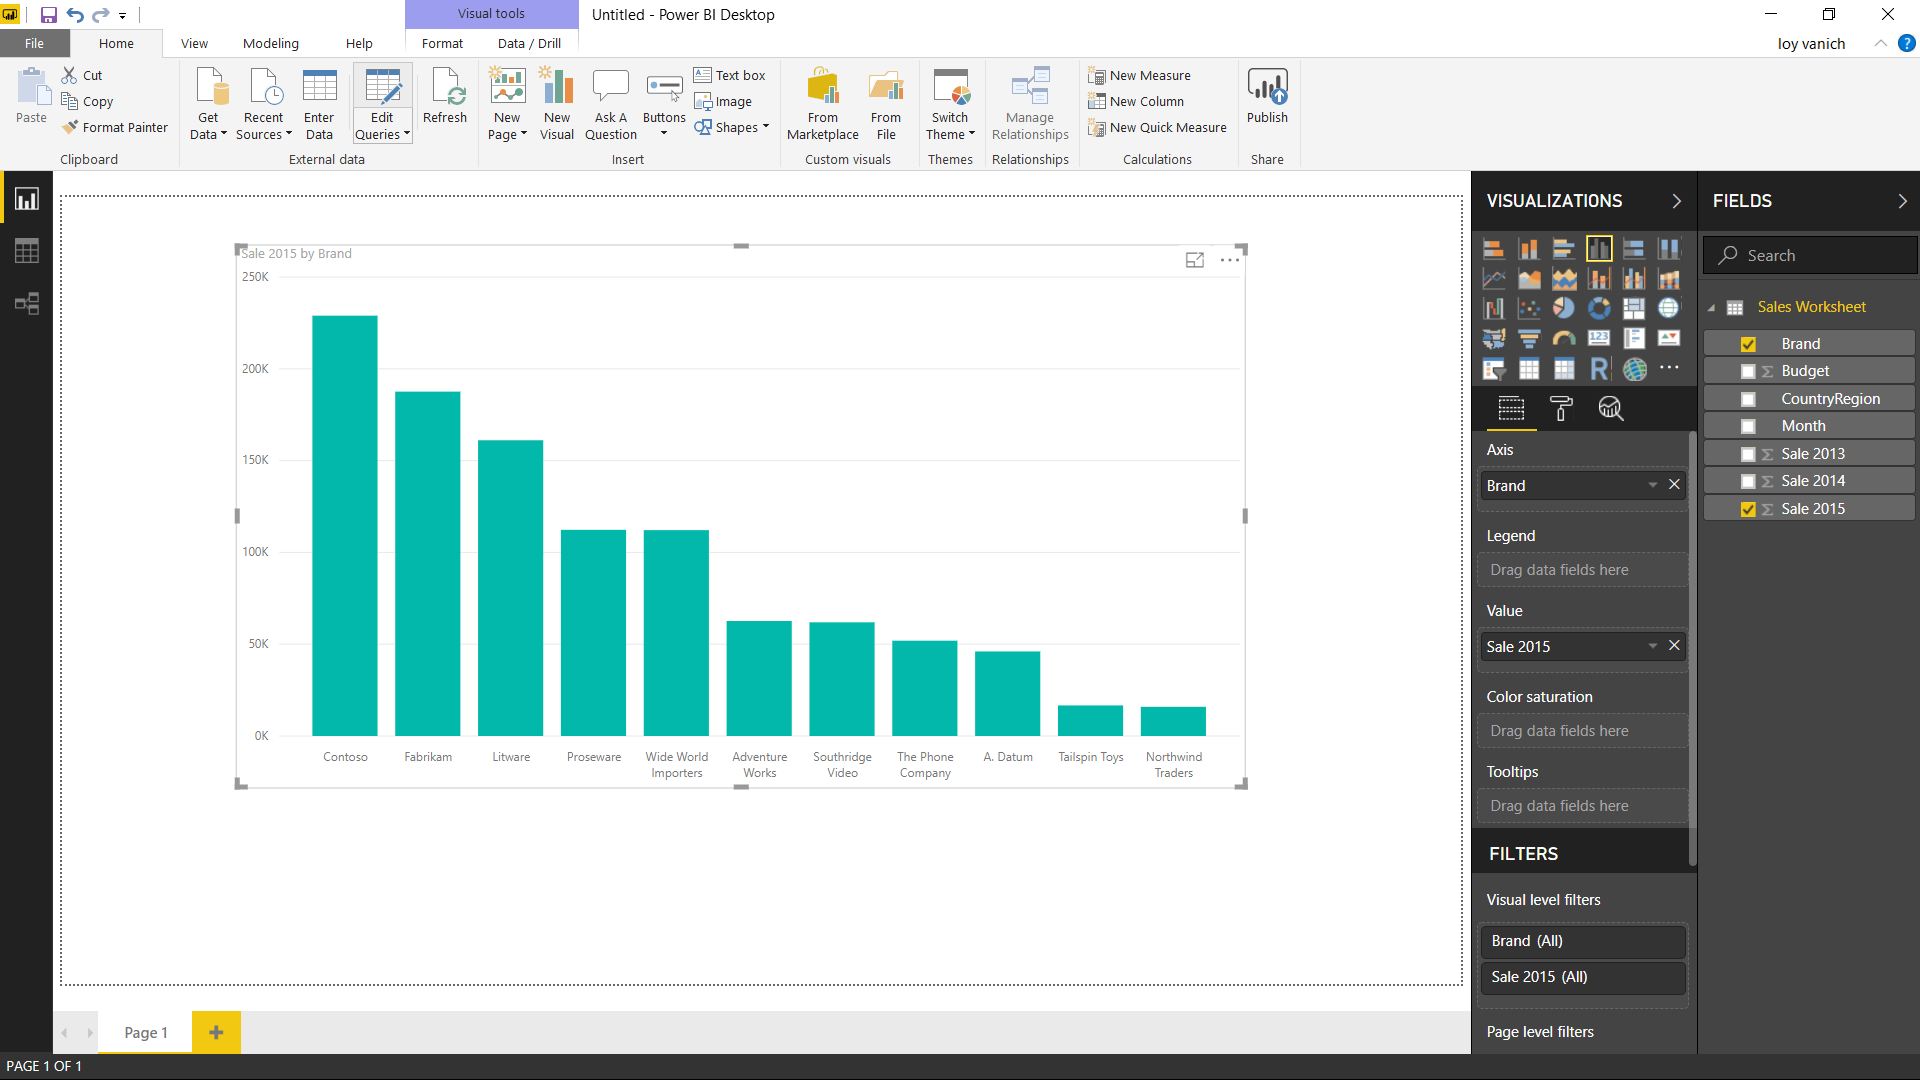 Visual tools
Untitled - Power BI Desktop
File
Home
View
Modeling
Help
Format
Data / Drill
loy vanich
?
Paste
Cut
Copy
Format Painter
Clipboard
Get Data
Recent Sources
Enter Data
Edit Queries
Refresh
External data
New Page
New Visual
Ask A Question
Buttons
Text box
Image
Shapes
Insert
From Marketplace
From File
Custom visuals
Switch Theme
Themes
Manage Relationships
Relationships
New Measure
New Column
New Quick Measure
Calculations
Publish
Share
Sale 2015 by Brand
250K
200K
150K
100K
50K
0K
Contoso
Fabrikam
Litware
Proseware
Wide World Importers
Adventure Works
Southridge Video
The Phone Company
A. Datum
Tailspin Toys
Northwind Traders
VISUALIZATIONS
123
R
Axis
Brand
Legend
Drag data fields here
Value
Sale 2015
Color saturation
Drag data fields here
Tooltips
Drag data fields here
FILTERS
Visual level filters
Brand (All)
Sale 2015 (All)
Page level filters
FIELDS
Search
Sales Worksheet
Brand
Σ Budget
CountryRegion
Month
Σ Sale 2013
Σ Sale 2014
Σ Sale 2015
Page 1
PAGE 1 OF 1